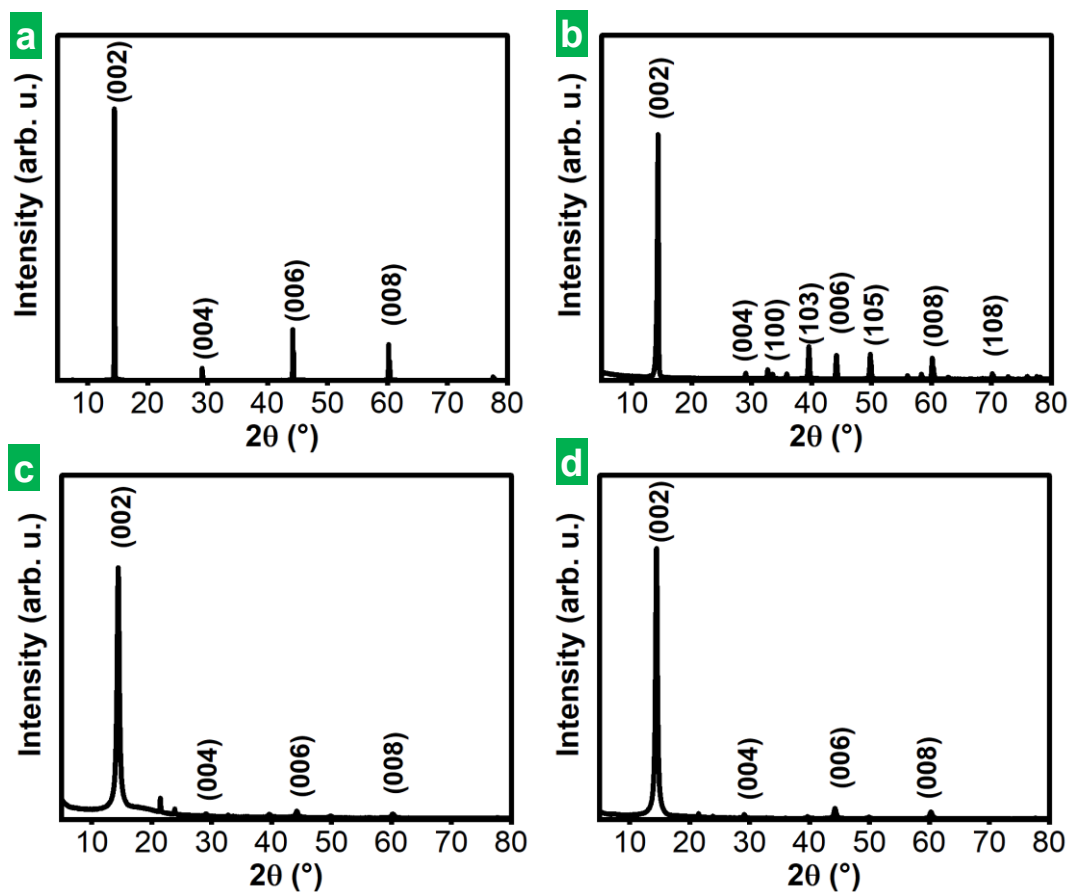 a
Intensity (arb. u.)
(002)
(004)
(006)
(008)
10 20 30 40 50 60 70 80
2θ (°)
b
Intensity (arb. u.)
(002)
(004)
(100)
(103)
(006)
(105)
(008)
(108)
10 20 30 40 50 60 70 80
2θ (°)
c
Intensity (arb. u.)
(002)
(004)
(006)
(008)
10 20 30 40 50 60 70 80
2θ (°)
d
Intensity (arb. u.)
(002)
(004)
(006)
(008)
10 20 30 40 50 60 70 80
2θ (°)